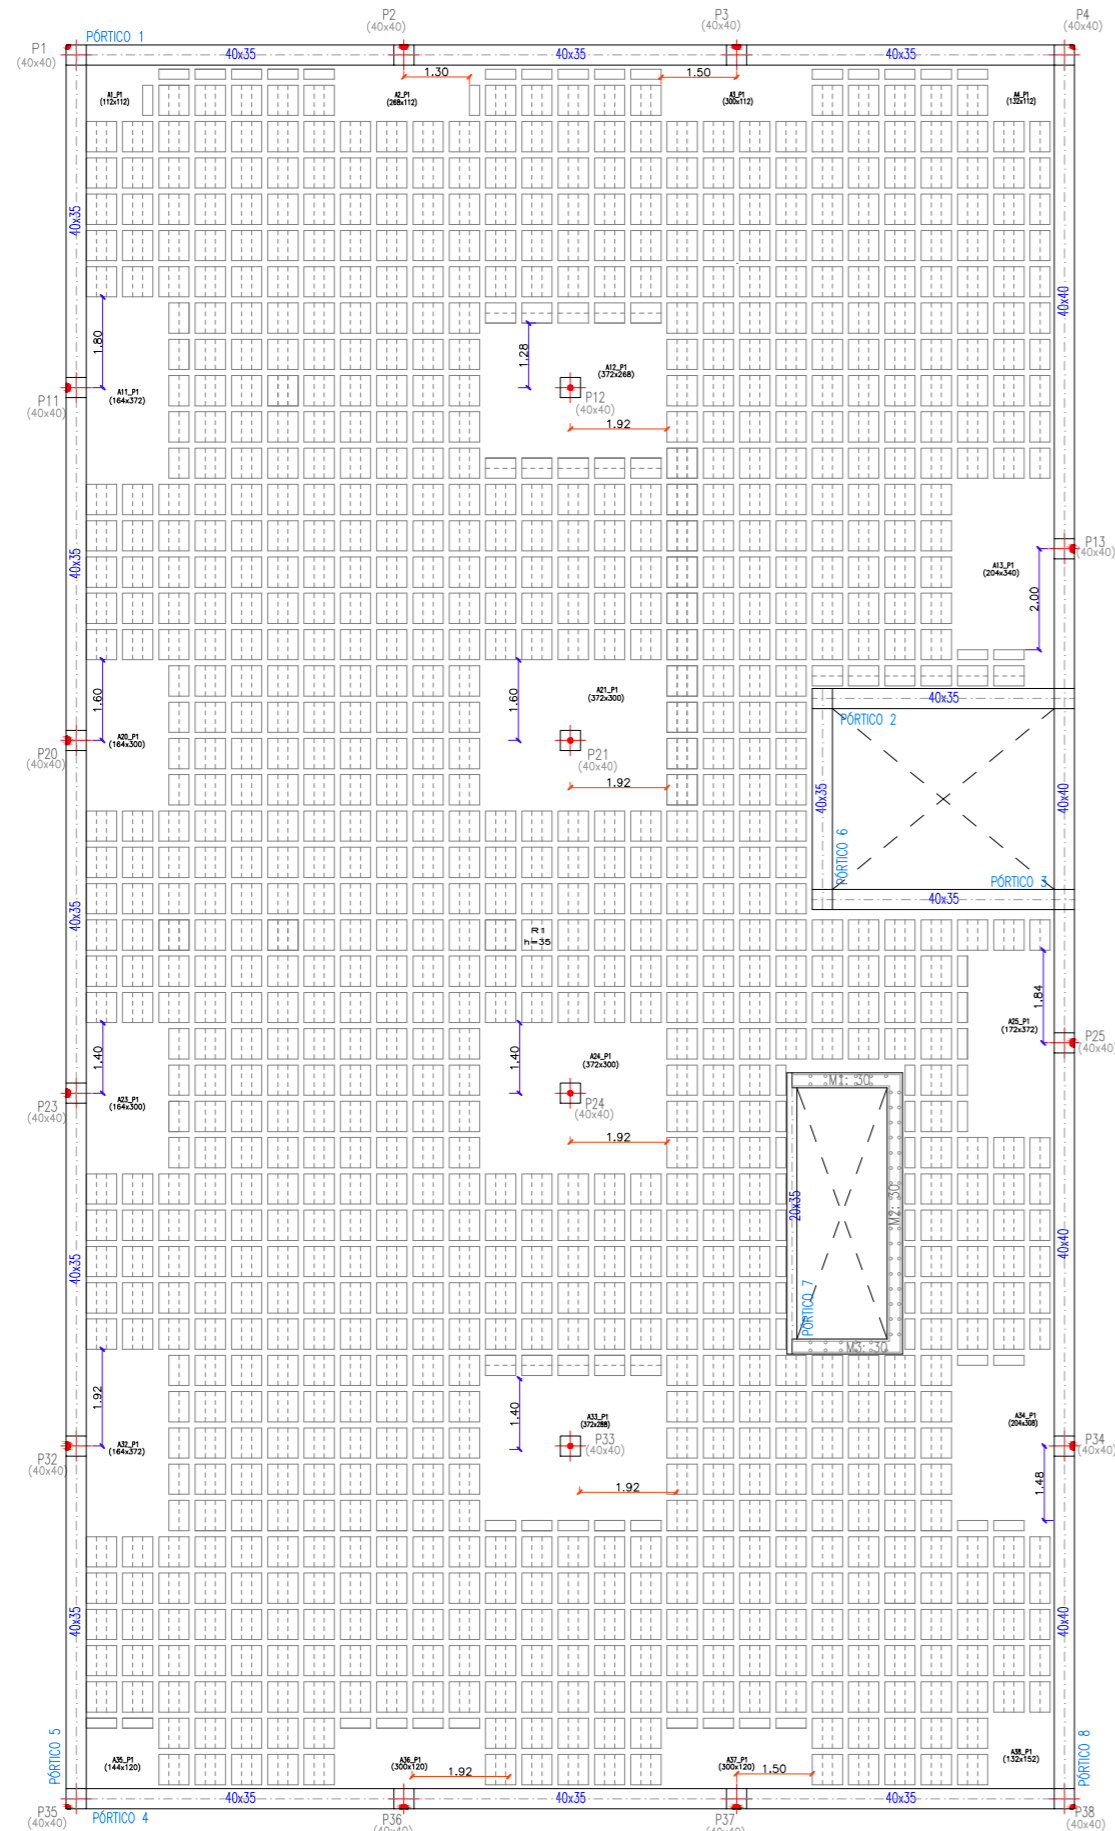 P2
(40x40)
P3
(40x40)
P4
(40x40)
P1
(40x40)
PÓRTICO 1
40x35
40x35
40x35
1.30
1.50
A1_P1
(112x112)
A2_P1
(268x112)
A3_P1
(300x112)
A4_P1
(132x112)
40x35
40x40
1.80
1.28
A12_P1
(372x268)
A11_P1
(164x372)
P11
(40x40)
P12
(40x40)
1.92
40x35
P13
(40x40)
A13_P1
(204x340)
2.00
1.60
1.60
A21_P1
(372x300)
A20_P1
(164x300)
P20
(40x40)
P21
(40x40)
1.92
40x35
PÓRTICO 2
40x35
40x40
PÓRTICO 6
PÓRTICO 3
40x35
40x35
R1
h=35
1.84
A25_P1
(172x372)
P25
(40x40)
1.40
1.40
A24_P1
(372x300)
A23_P1
(164x300)
P23
(40x40)
P24
(40x40)
1.92
M1: 30
M2: 30
20x35
PÓRTICO 7
M3: 30
40x35
40x40
1.92
1.40
A33_P1
(372x288)
A32_P1
(164x372)
P32
(40x40)
P33
(40x40)
1.92
A34_P1
(204x308)
P34
(40x40)
1.48
40x35
40x40
PÓRTICO 5
PÓRTICO 8
A35_P1
(144x120)
A36_P1
(300x120)
A37_P1
(300x120)
A38_P1
(132x152)
1.92
1.50
40x35
40x35
40x35
P35
(40x40)
PÓRTICO 4
P36
(40x40)
P37
(40x40)
P38
(40x40)